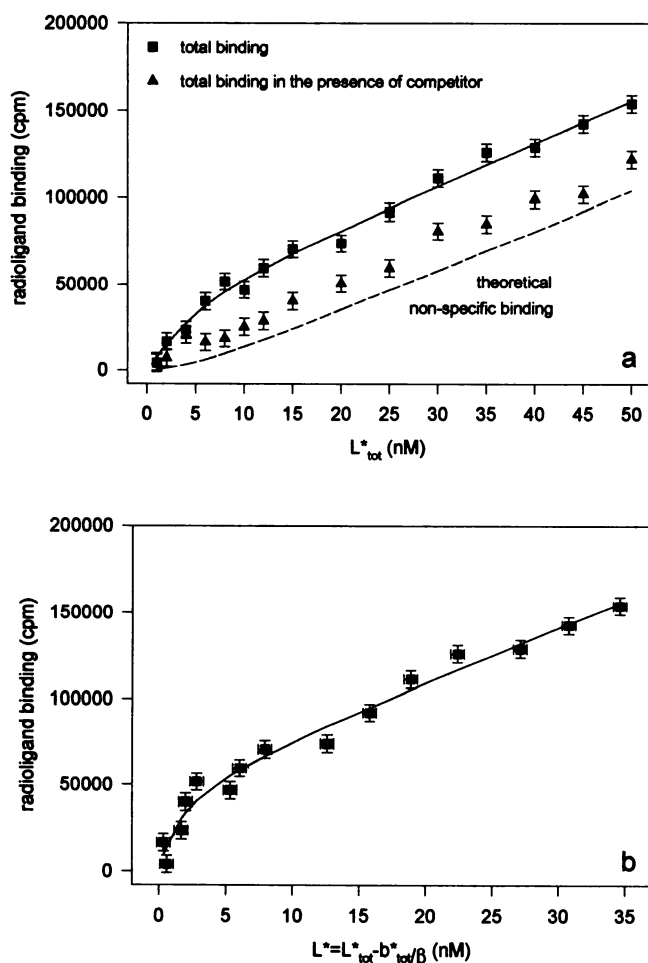 200000
150000
100000
50000
0
radioligand binding (cpm)
total binding
total binding in the presence of competitor
theoretical
non-specific binding
a
0 5 10 15 20 25 30 35 40 45 50
L*tot (nM)
200000
150000
100000
50000
0
radioligand binding (cpm)
b
0 5 10 15 20 25 30 35
L*=L*tot-b*tot/β (nM)